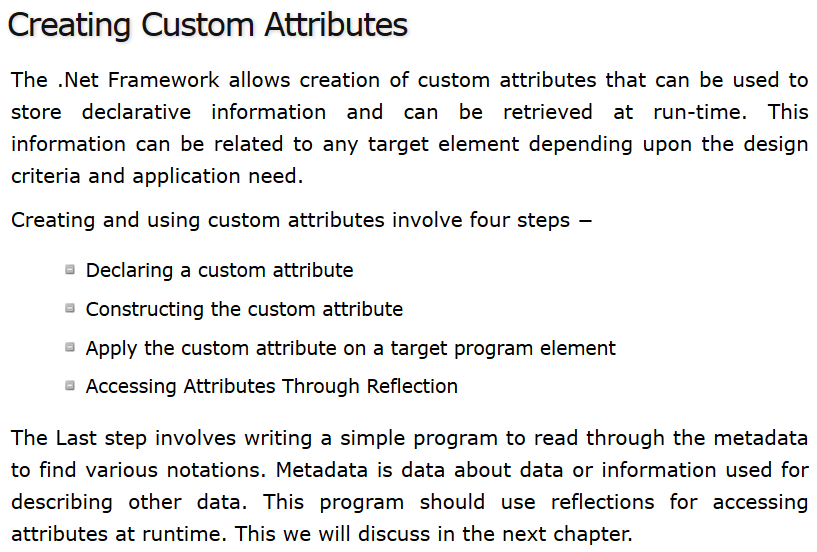 Creating Custom Attributes
The .Net Framework allows creation of custom attributes that can be used to
store declarative information and can be retrieved at run-time. This
information can be related to any target element depending upon the design
criteria and application need.
Creating and using custom attributes involve four steps −
Declaring a custom attribute
Constructing the custom attribute
Apply the custom attribute on a target program element
Accessing Attributes Through Reflection
The Last step involves writing a simple program to read through the metadata
to find various notations. Metadata is data about data or information used for
describing other data. This program should use reflections for accessing
attributes at runtime. This we will discuss in the next chapter.